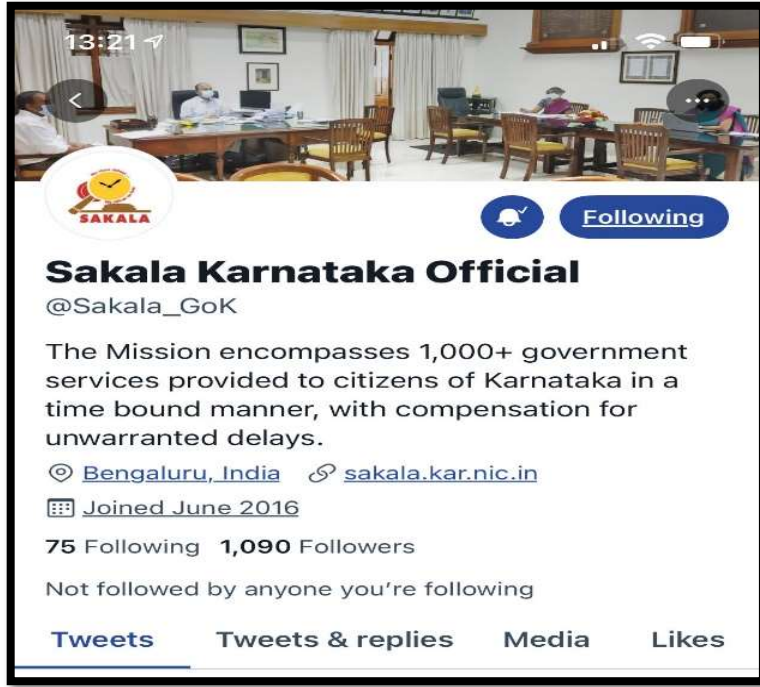 13:21
SAKALA
Following
Sakala Karnataka Official
@Sakala_GoK
The Mission encompasses 1,000+ government
services provided to citizens of Karnataka in a
time bound manner, with compensation for
unwarranted delays.
Bengaluru, India sakala.kar.nic.in
Joined June 2016
75 Following 1,090 Followers
Not followed by anyone you're following
Tweets Tweets & replies Media Likes